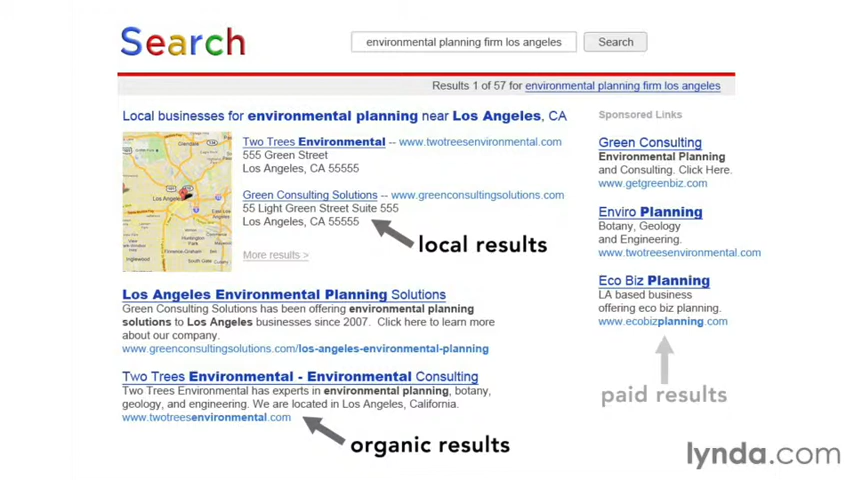 Search
environmental planning firm los angeles
Search
Results 1 of 57 for environmental planning firm los angeles
Local businesses for environmental planning near Los Angeles, CA
Two Trees Environmental -- www.twotreesenvironmental.com
555 Green Street
Los Angeles, CA 55555
Green Consulting Solutions -- www.greenconsultingsolutions.com
55 Light Green Street Suite 555
Los Angeles, CA 55555
local results
More results >
Los Angeles Environmental Planning Solutions
Green Consulting Solutions has been offering environmental planning
solutions to Los Angeles businesses since 2007. Click here to learn more
about our company.
www.greenconsultingsolutions.com/los-angeles-environmental-planning
Two Trees Environmental - Environmental Consulting
Two Trees Environmental has experts in environmental planning, botany,
geology, and engineering. We are located in Los Angeles, California.
www.twotreesenvironmental.com
organic results
Sponsored Links
Green Consulting
Environmental Planning
and Consulting. Click Here.
www.getgreenbiz.com
Enviro Planning
Botany, Geology
and Engineering.
www.twotreesenvironmental.com
Eco Biz Planning
LA based business
offering eco biz planning.
www.ecobizplanning.com
paid results
lynda.com